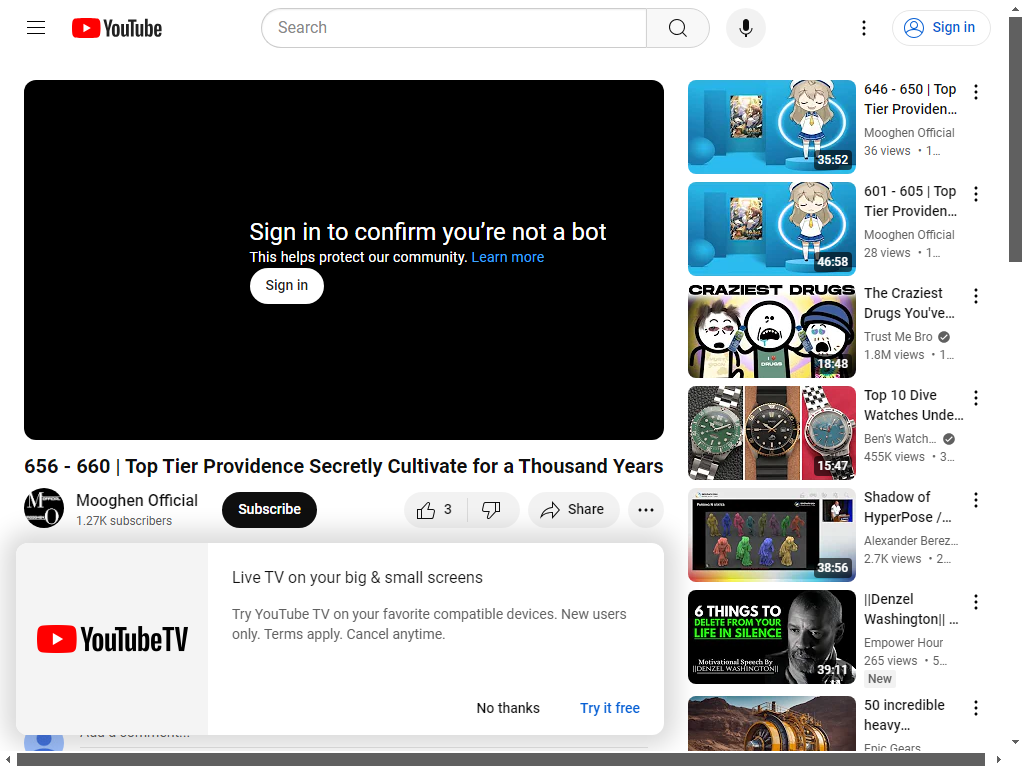 YouTube
Search
Sign in
Sign in to confirm you’re not a bot
This helps protect our community. Learn more
Sign in
656 - 660 | Top Tier Providence Secretly Cultivate for a Thousand Years
Mooghen Official
1.27K subscribers
Subscribe
3
Share
YouTubeTV
Live TV on your big & small screens
Try YouTube TV on your favorite compatible devices. New users
only. Terms apply. Cancel anytime.
No thanks
Try it free
Add a comment...
35:52
646 - 650 | Top
Tier Providen...
Mooghen Official
36 views • 1...
46:58
601 - 605 | Top
Tier Providen...
Mooghen Official
28 views • 1...
CRAZIEST DRUGS
I DRUGS
18:48
The Craziest
Drugs You've...
Trust Me Bro
1.8M views • 1...
15:47
Top 10 Dive
Watches Unde...
Ben's Watch...
455K views • 3...
38:56
Shadow of
HyperPose /...
Alexander Berez...
2.7K views • 2...
6 THINGS TO
DELETE FROM YOUR
LIFE IN SILENCE
Motivational Speech By
||DENZEL WASHINGTON||
39:11
||Denzel
Washington|| ...
Empower Hour
265 views • 5...
New
50 incredible
heavy...
Epic Gears